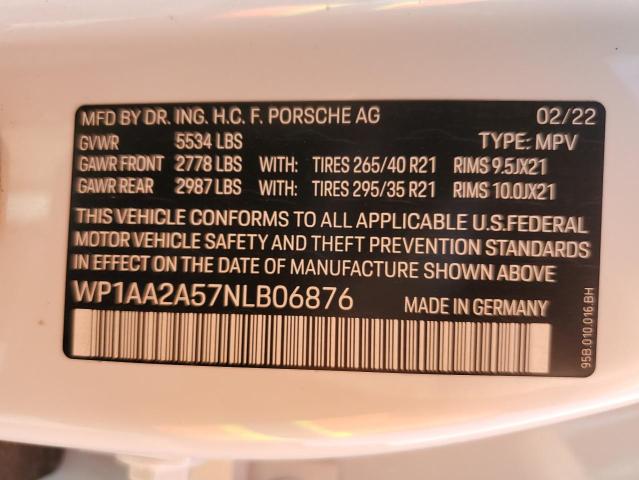 MFD BY DR. ING. H.C. F. PORSCHE AG 02/22
GVWR 5534 LBS TYPE: MPV
GAWR FRONT 2778 LBS WITH: TIRES 265/40 R21 RIMS 9.5JX21
GAWR REAR 2987 LBS WITH: TIRES 295/35 R21 RIMS 10.0JX21
THIS VEHICLE CONFORMS TO ALL APPLICABLE U.S.FEDERAL
MOTOR VEHICLE SAFETY AND THEFT PREVENTION STANDARDS
IN EFFECT ON THE DATE OF MANUFACTURE SHOWN ABOVE
WP1AA2A57NLB06876 MADE IN GERMANY
95B.010.016.BH